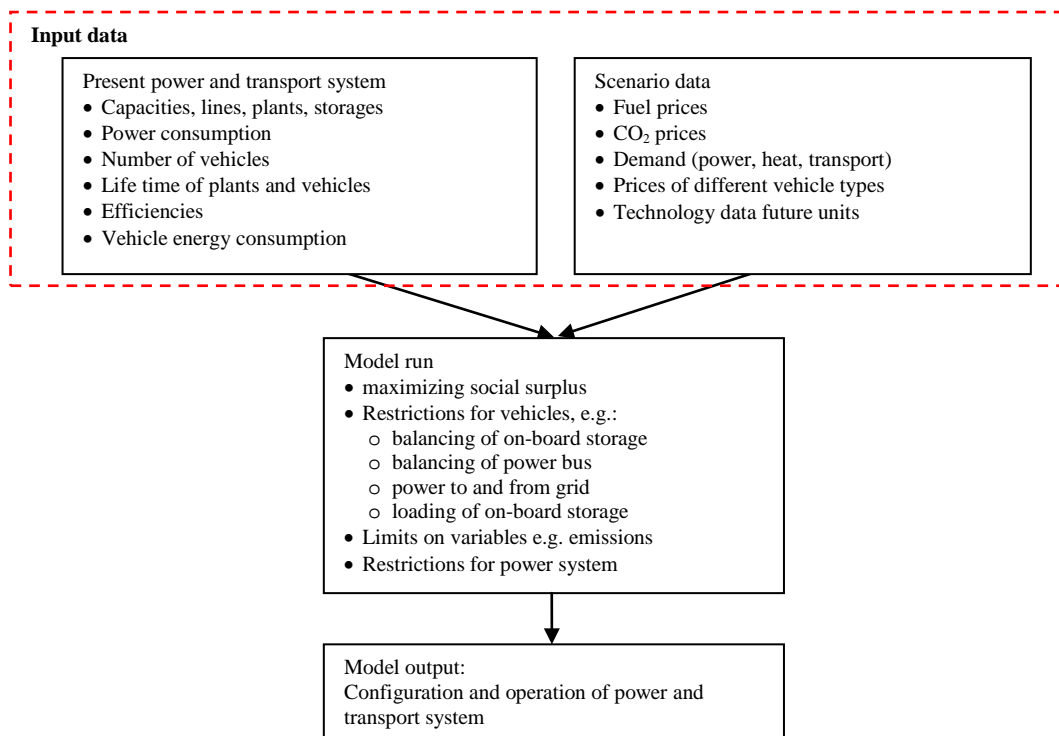 Input data
Present power and transport system
• Capacities, lines, plants, storages
• Power consumption
• Number of vehicles
• Life time of plants and vehicles
• Efficiencies
• Vehicle energy consumption
Scenario data
• Fuel prices
• CO₂ prices
• Demand (power, heat, transport)
• Prices of different vehicle types
• Technology data future units
Model run
• maximizing social surplus
• Restrictions for vehicles, e.g.:
o balancing of on-board storage
o balancing of power bus
o power to and from grid
o loading of on-board storage
• Limits on variables e.g. emissions
• Restrictions for power system
Model output:
Configuration and operation of power and
transport system